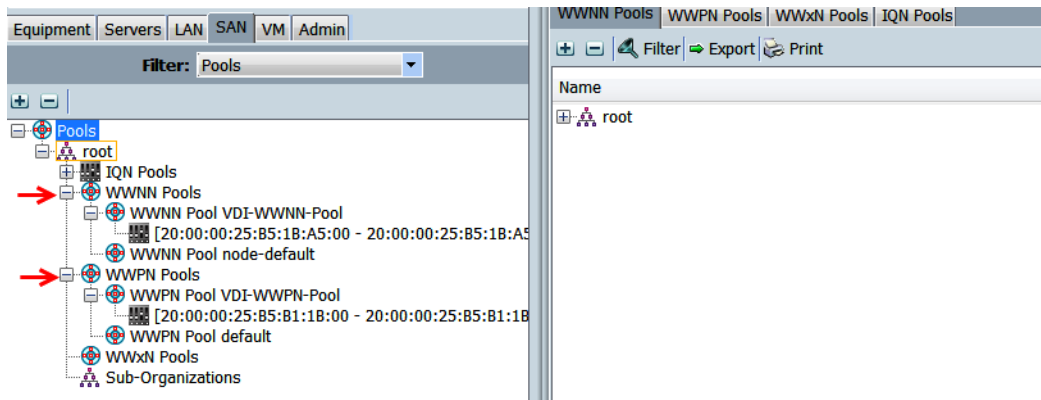 Equipment Servers LAN SAN VM Admin
Filter: Pools
Pools
root
IQN Pools
WWNN Pools
WWNN Pool VDI-WWNN-Pool
[20:00:00:25:B5:1B:A5:00 - 20:00:00:25:B5:1B:A5
WWNN Pool node-default
WWPN Pools
WWPN Pool VDI-WWPN-Pool
[20:00:00:25:B5:B1:1B:00 - 20:00:00:25:B5:B1:1B
WWPN Pool default
WWxN Pools
Sub-Organizations
WWNN Pools WWPN Pools WWxN Pools IQN Pools
Filter Export Print
Name
root